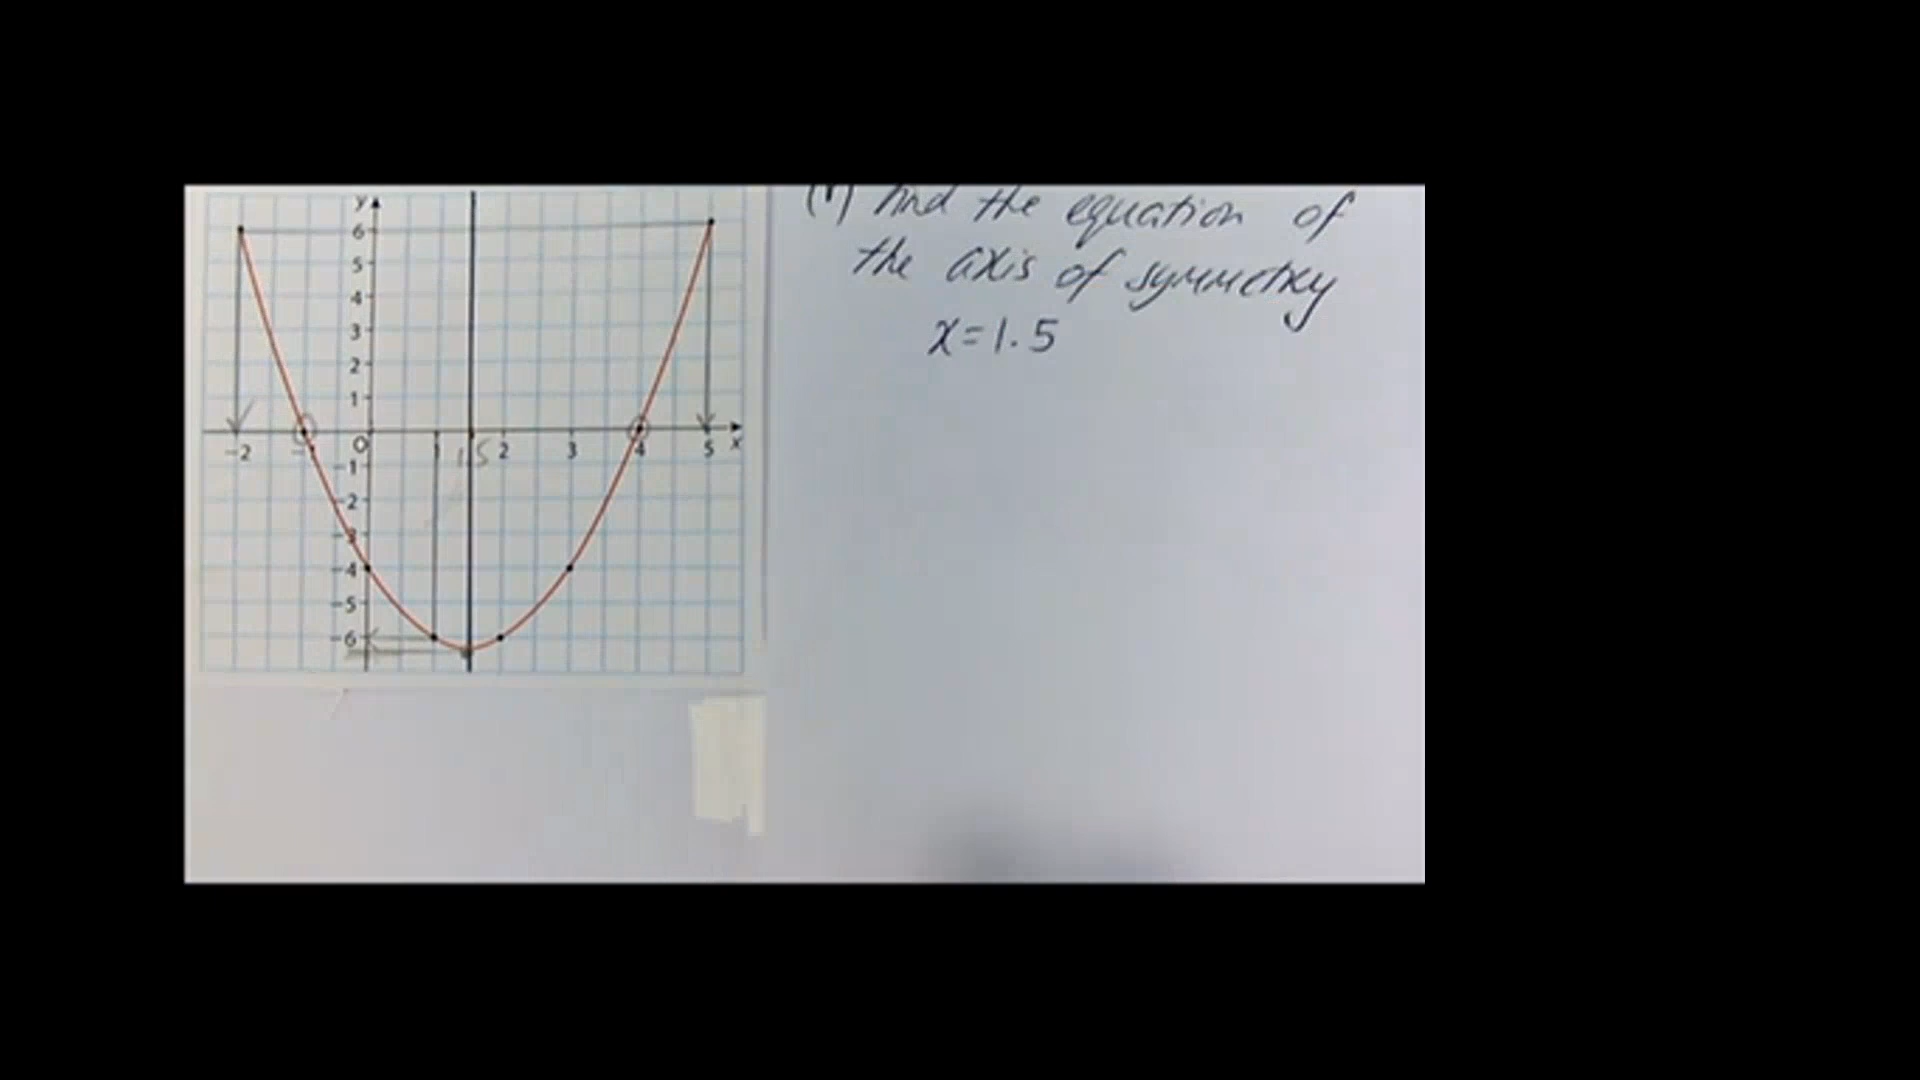 (v) find the equation of
the axis of symmetry
x=1.5
y
6
5
4
3
2
1
-2 -1 O 1 1.5 2 3 4 5 x
-1
-2
-3
-4
-5
-6